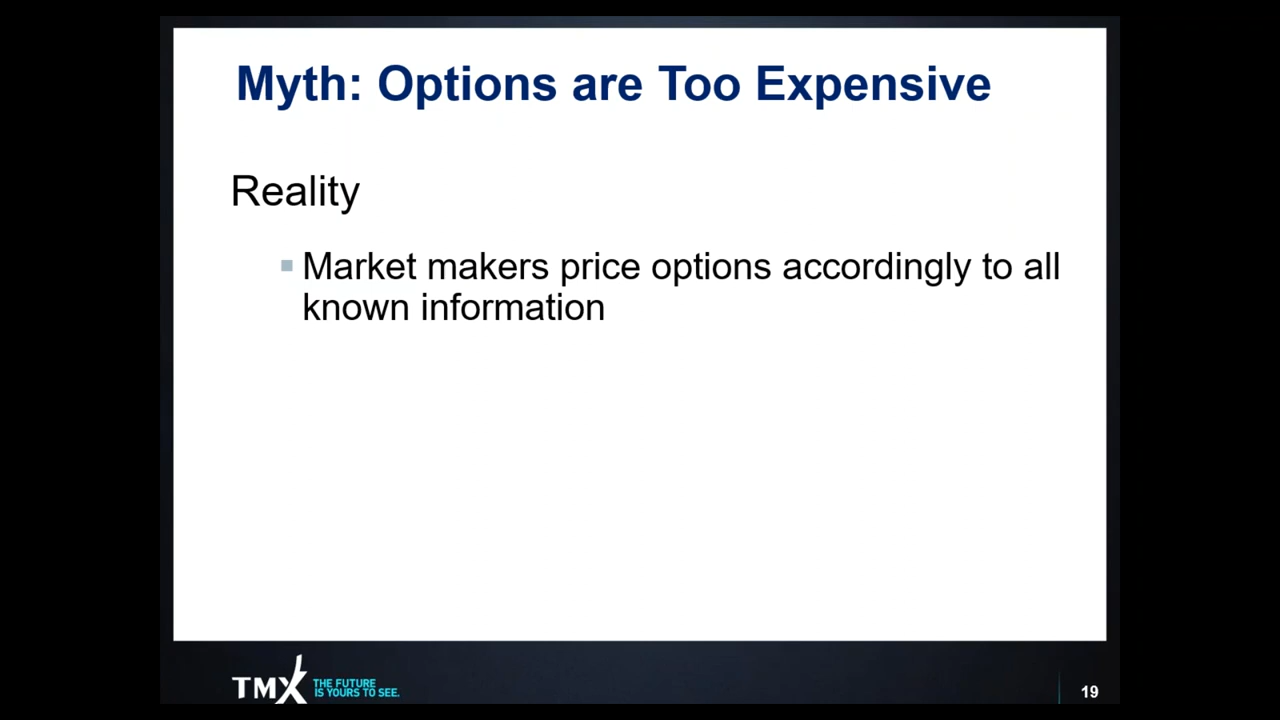 Myth: Options are Too Expensive
Reality
Market makers price options accordingly to all
known information
TMX
THE FUTURE
IS YOURS TO SEE.
19